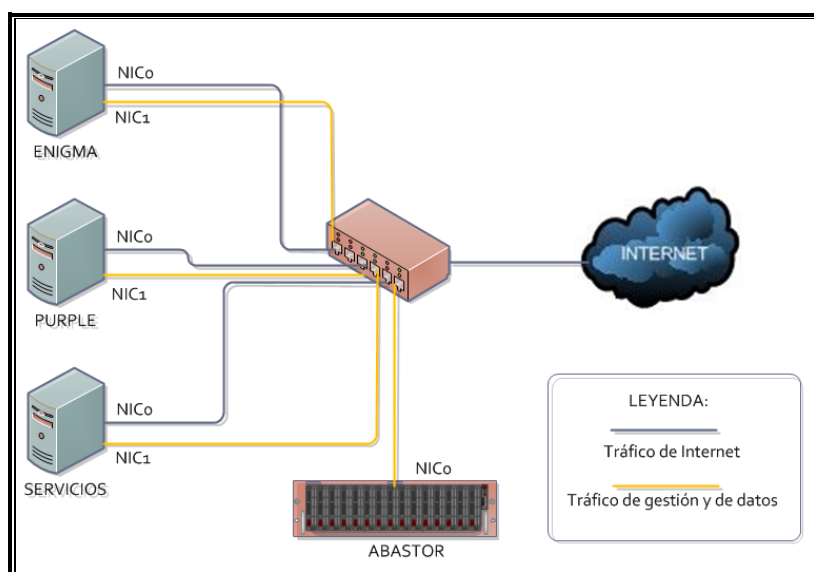 NIC0
NIC1
ENIGMA
NIC0
NIC1
PURPLE
INTERNET
NIC0
NIC1
SERVICIOS
NIC0
ABASTOR
LEYENDA:
Tráfico de Internet
Tráfico de gestión y de datos